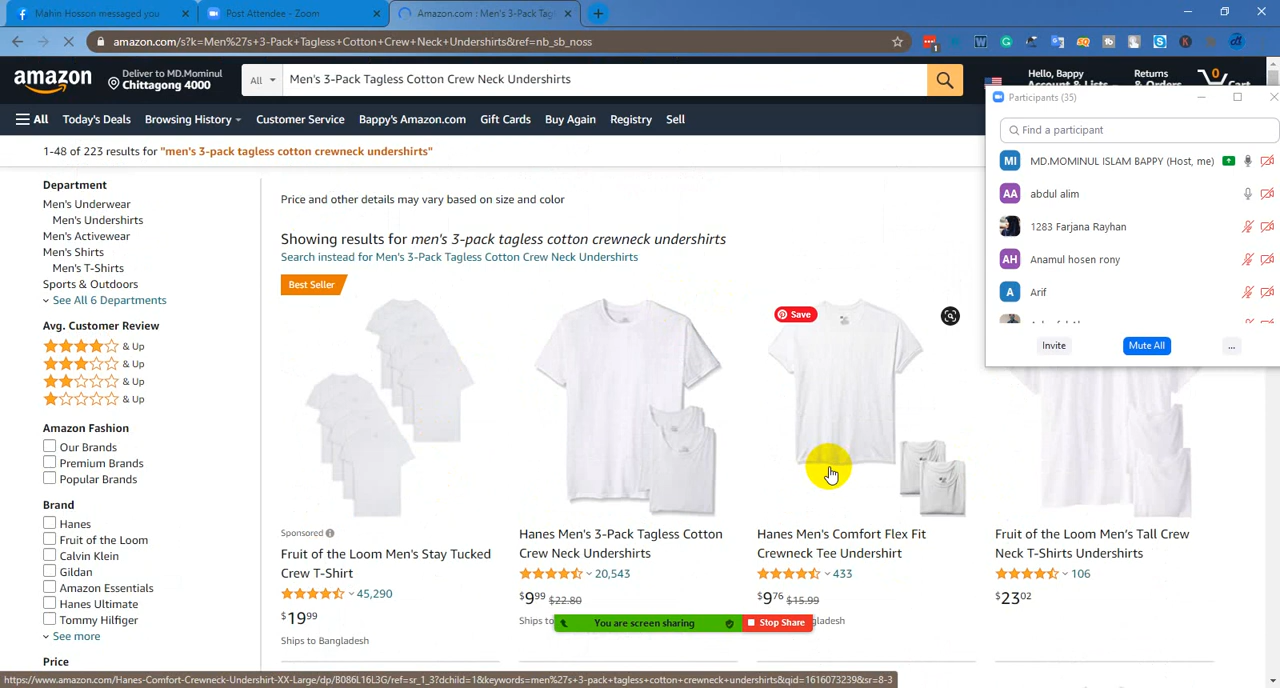 Mahin Hosson messaged you
Post Attendee - Zoom
Amazon.com : Men's 3-Pack Tag
amazon.com/s?k=Men%27s+3-Pack+Tagless+Cotton+Crew+Neck+Undershirts&ref=nb_sb_noss
amazon
Deliver to MD.Mominul
Chittagong 4000
All
Men's 3-Pack Tagless Cotton Crew Neck Undershirts
Hello, Bappy
Account & Lists
Returns
& Orders
0
Cart
All
Today's Deals
Browsing History
Customer Service
Bappy's Amazon.com
Gift Cards
Buy Again
Registry
Sell
Participants (35)
Find a participant
MI MD.MOMINUL ISLAM BAPPY (Host, me)
AA abdul alim
1283 Farjana Rayhan
AH Anamul hosen rony
A Arif
Invite
Mute All
...
1-48 of 223 results for "men's 3-pack tagless cotton crewneck undershirts"
Department
Men's Underwear
Men's Undershirts
Men's Activewear
Men's Shirts
Men's T-Shirts
Sports & Outdoors
See All 6 Departments
Avg. Customer Review
& Up
& Up
& Up
& Up
Amazon Fashion
Our Brands
Premium Brands
Popular Brands
Brand
Hanes
Fruit of the Loom
Calvin Klein
Gildan
Amazon Essentials
Hanes Ultimate
Tommy Hilfiger
See more
Price
Price and other details may vary based on size and color
Showing results for men's 3-pack tagless cotton crewneck undershirts
Search instead for Men's 3-Pack Tagless Cotton Crew Neck Undershirts
Best Seller
Save
Sponsored
Fruit of the Loom Men's Stay Tucked
Crew T-Shirt
45,290
$19.99
Ships to Bangladesh
Hanes Men's 3-Pack Tagless Cotton
Crew Neck Undershirts
20,543
$9.99 $22.80
Ships to
Hanes Men's Comfort Flex Fit
Crewneck Tee Undershirt
433
$9.76 $15.99
gladesh
Fruit of the Loom Men's Tall Crew
Neck T-Shirts Undershirts
106
$23.02
You are screen sharing
Stop Share
https://www.amazon.com/Hanes-Comfort-Crewneck-Undershirt-XX-Large/dp/B086L16L3G/ref=sr_1_3?dchild=1&keywords=men%27s+3-pack+tagless+cotton+crewneck+undershirts&qid=1616073239&sr=8-3